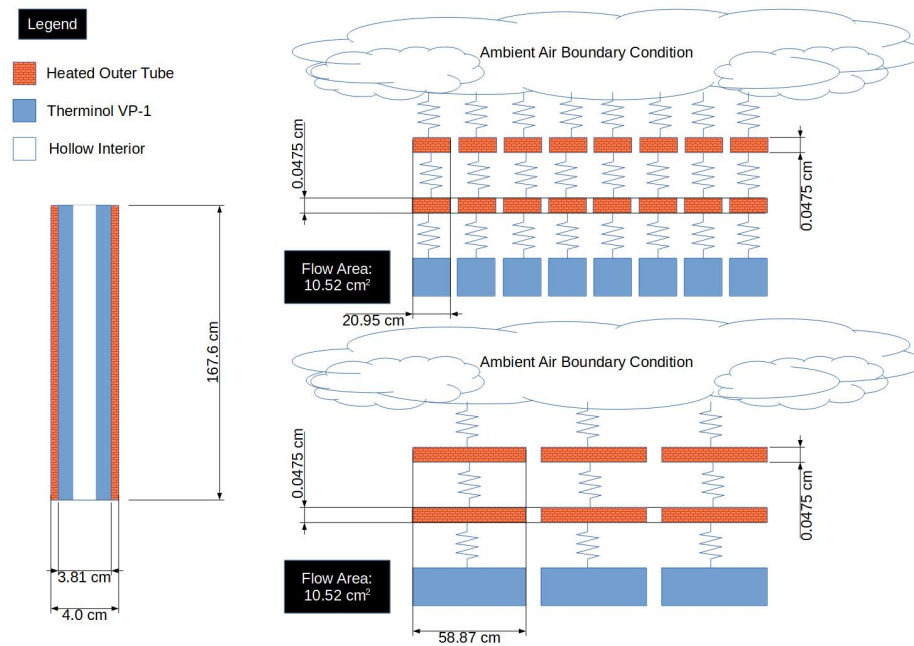 Legend
Heated Outer Tube
Therminol VP-1
Hollow Interior
167.6 cm
3.81 cm
4.0 cm
Ambient Air Boundary Condition
0.0475 cm
0.0475 cm
Flow Area:
10.52 cm²
20.95 cm
Ambient Air Boundary Condition
0.0475 cm
0.0475 cm
Flow Area:
10.52 cm²
58.87 cm